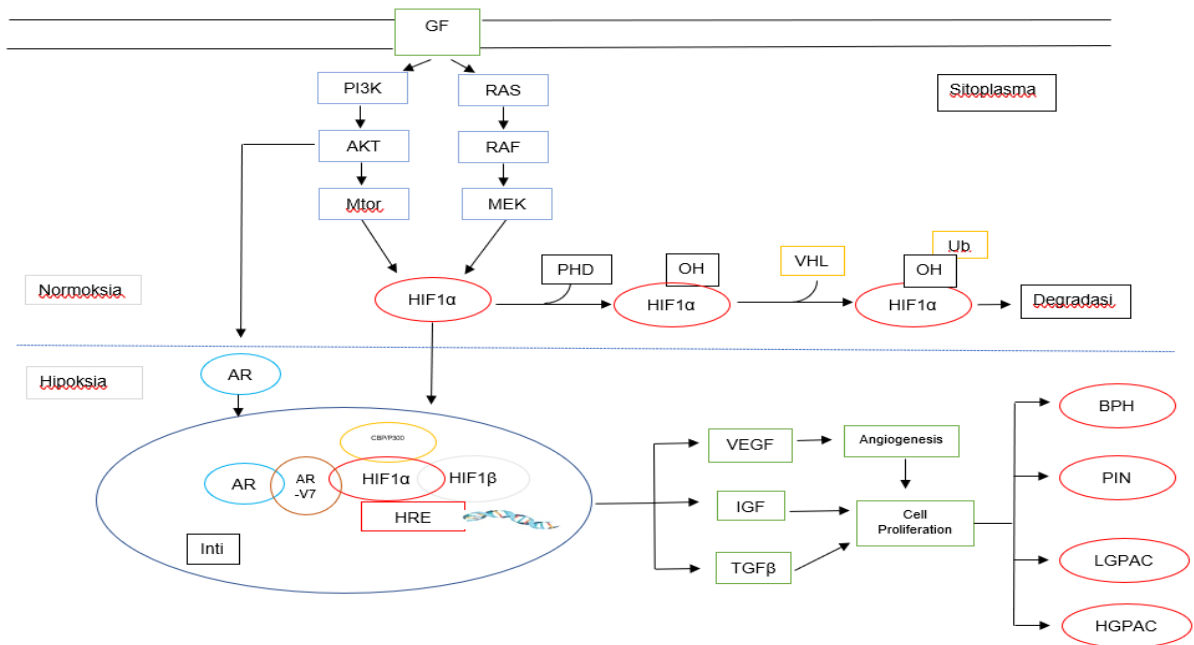 GF
PI3K
RAS
Sitoplasma
AKT
RAF
Mtor
MEK
Ub
PHD
OH
VHL
OH
Normoksia
HIF1α
HIF1α
HIF1α
Degradasi
Hipoksia
AR
BPH
CBP/P300
VEGF
Angiogenesis
AR
AR
-V7
HIF1α
HIF1β
PIN
HRE
IGF
Cell
Proliferation
Inti
TGFβ
LGPAC
HGPAC